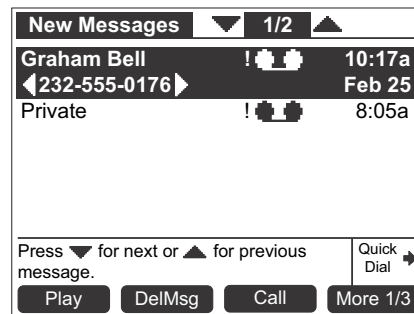 New Messages ▼ 1/2 ▲
Graham Bell ! 10:17a
◀232-555-0176▶ Feb 25
Private ! 8:05a
Press ▼ for next or ▲ for previous
message.
Quick
Dial
Play DelMsg Call More 1/3